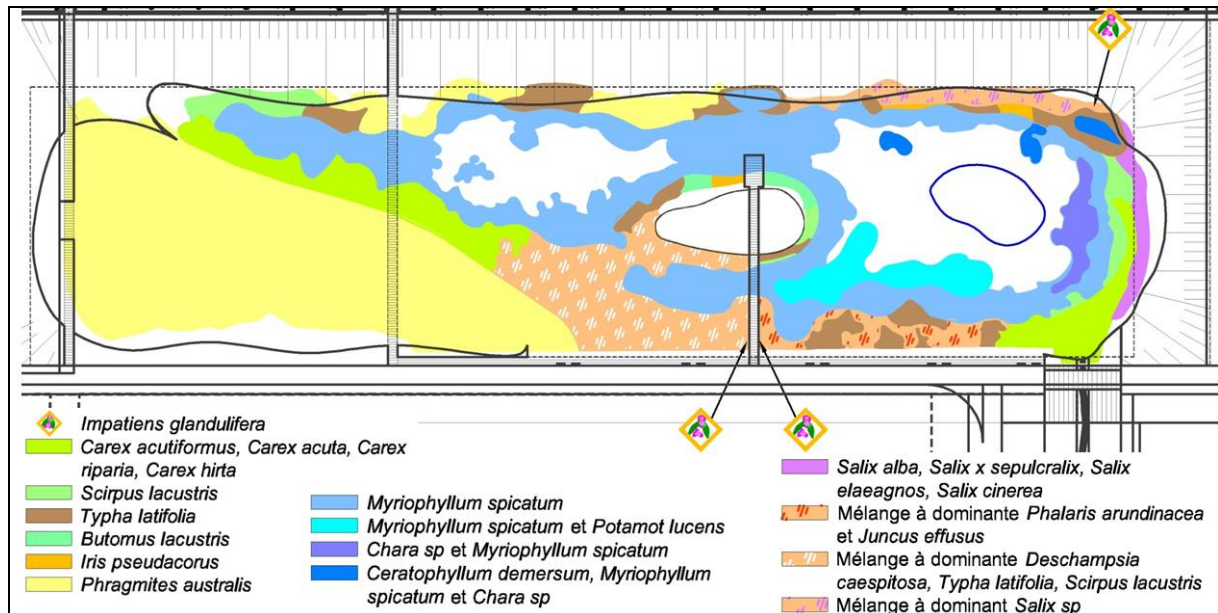 Impatiens glandulifera
Carex acutiformus, Carex acuta, Carex
riparia, Carex hirta
Scirpus lacustris
Typha latifolia
Butomus lacustris
Iris pseudacorus
Phragmites australis
Myriophyllum spicatum
Myriophyllum spicatum et Potamot lucens
Chara sp et Myriophyllum spicatum
Ceratophyllum demersum, Myriophyllum
spicatum et Chara sp
Salix alba, Salix x sepulcralix, Salix
elaeagnos, Salix cinerea
Mélange à dominante Phalaris arundinacea
et Juncus effusus
Mélange à dominante Deschampsia
caespitosa, Typha latifolia, Scirpus lacustris
Mélange à dominant Salix sp